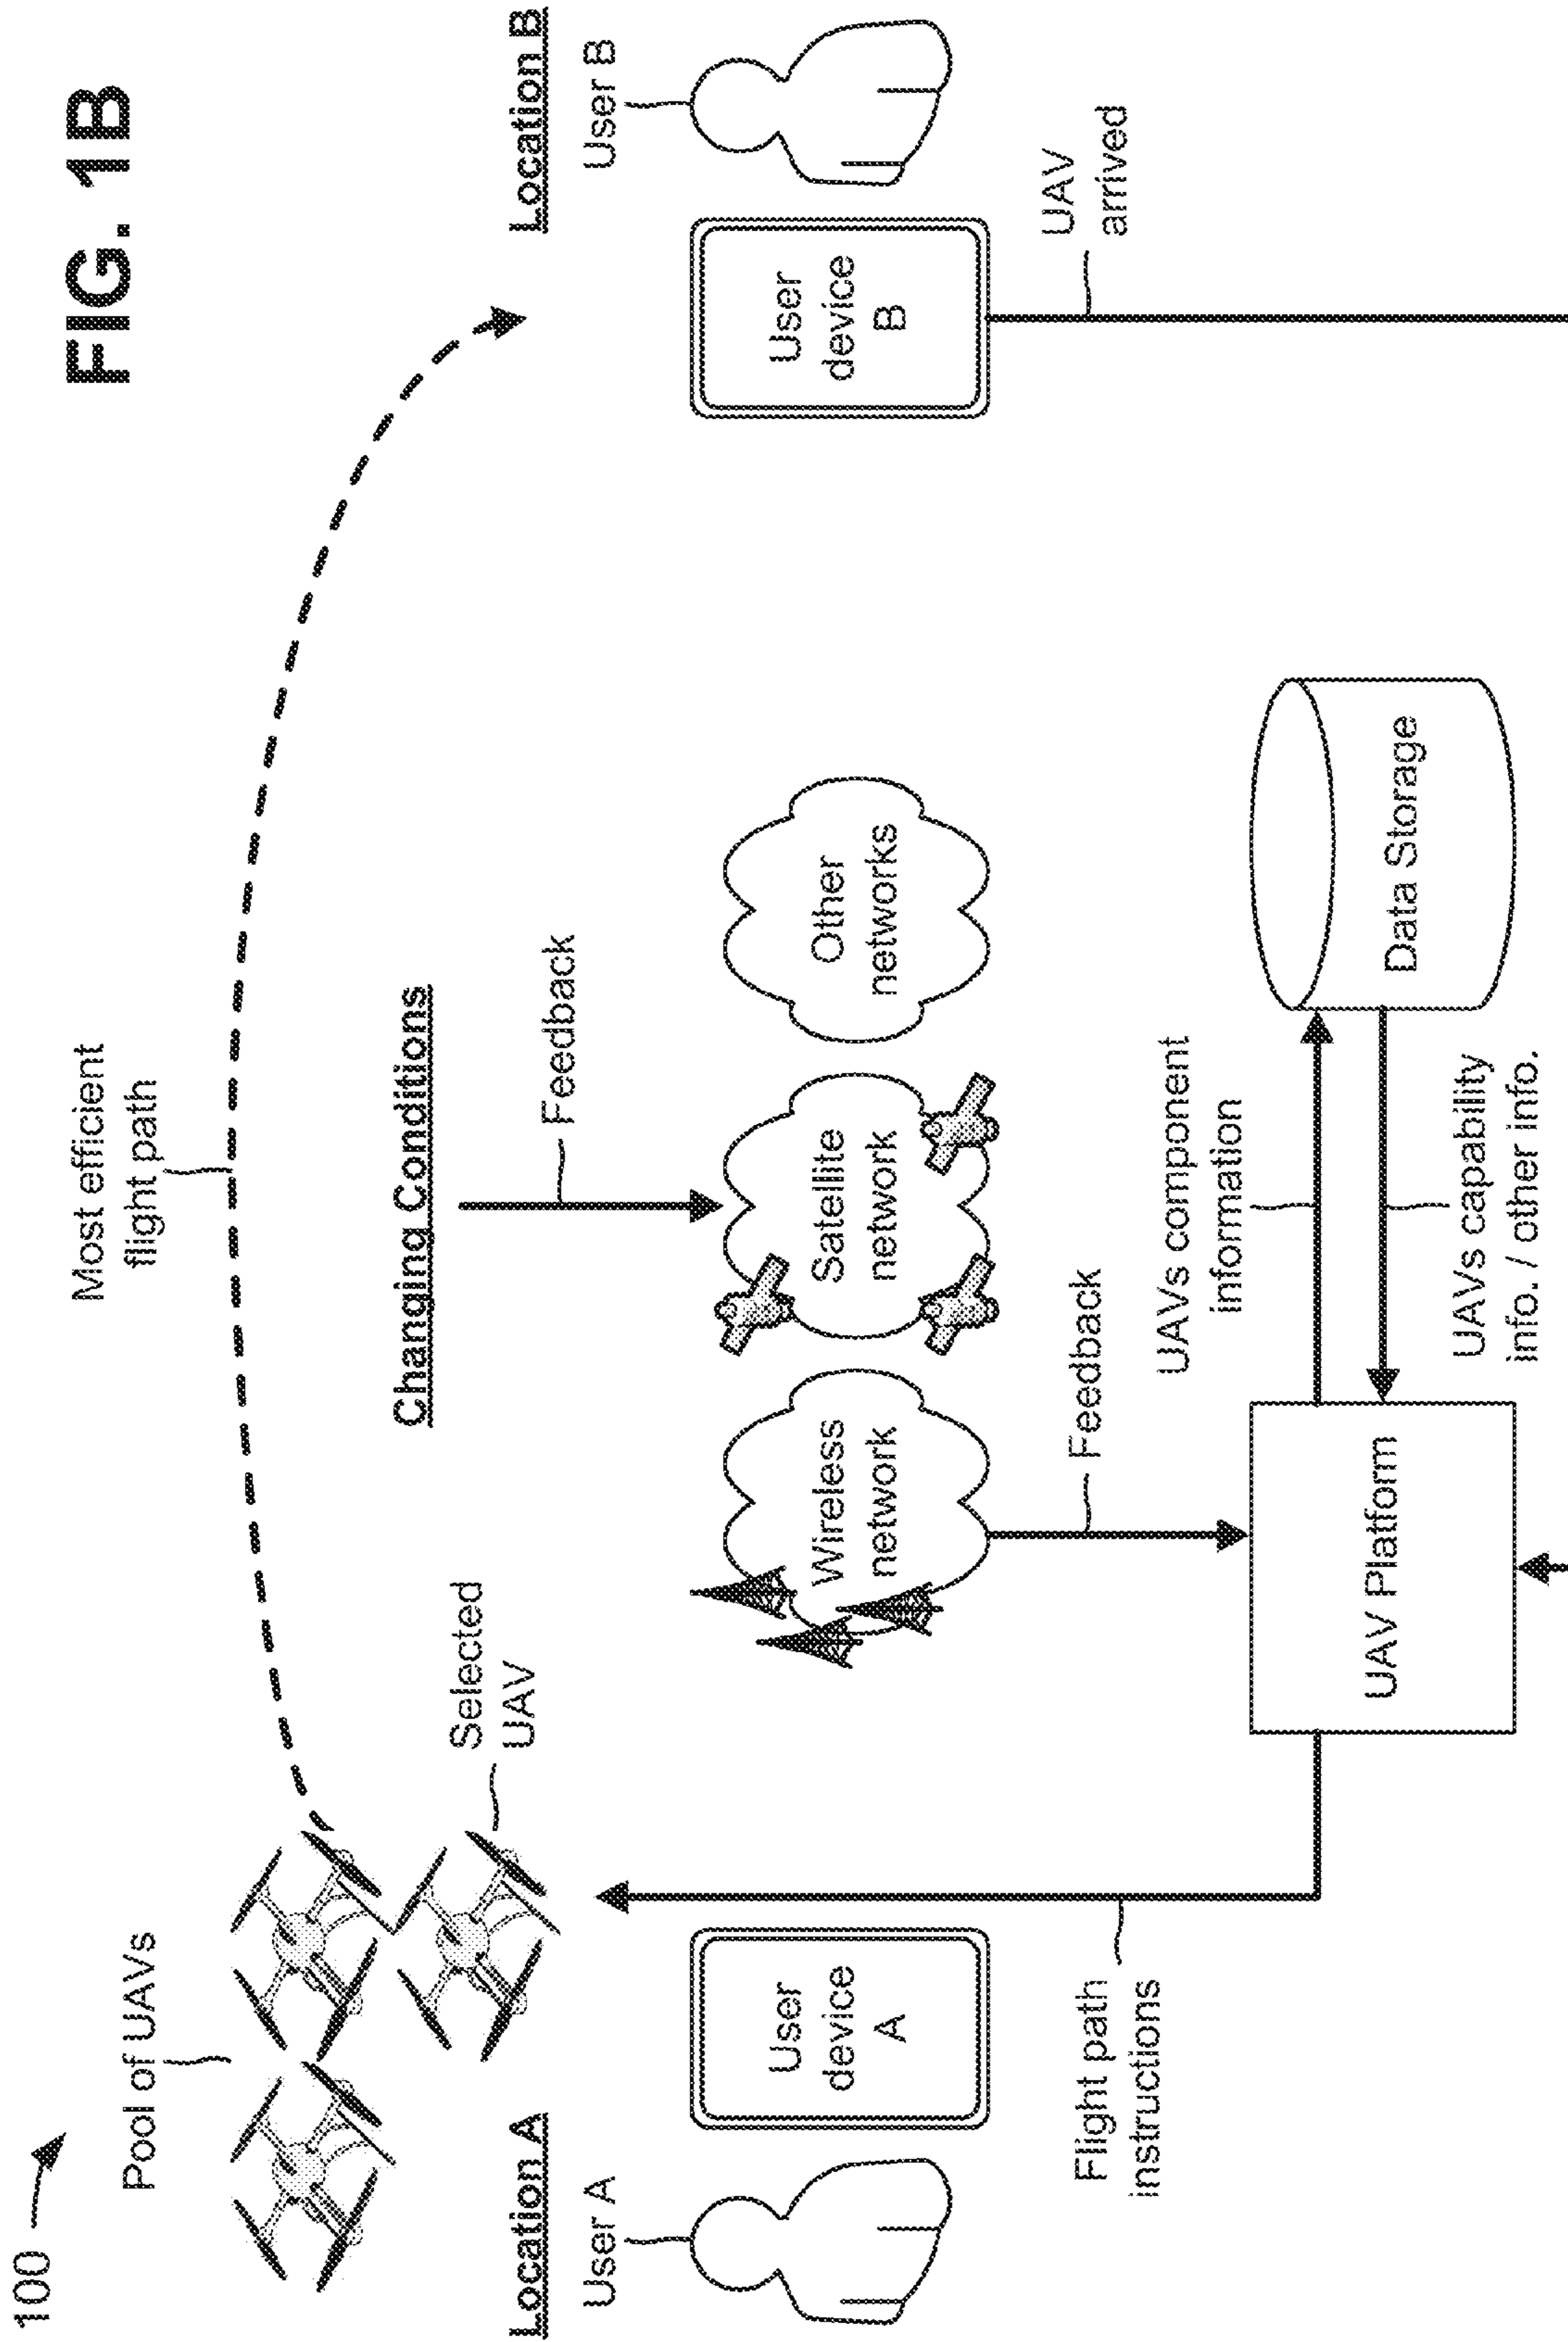 100
FIG. 1B
Pool of UAVs
Most efficient
flight path
Location A
User A
Selected
UAV
Changing Conditions
Feedback
Location B
User B
User
device
A
Wireless
network
Satellite
network
Other
networks
User
device
B
Flight path
instructions
Feedback
UAVs component
information
UAV
arrived
UAV Platform
Data Storage
UAVs capability
info. / other info.